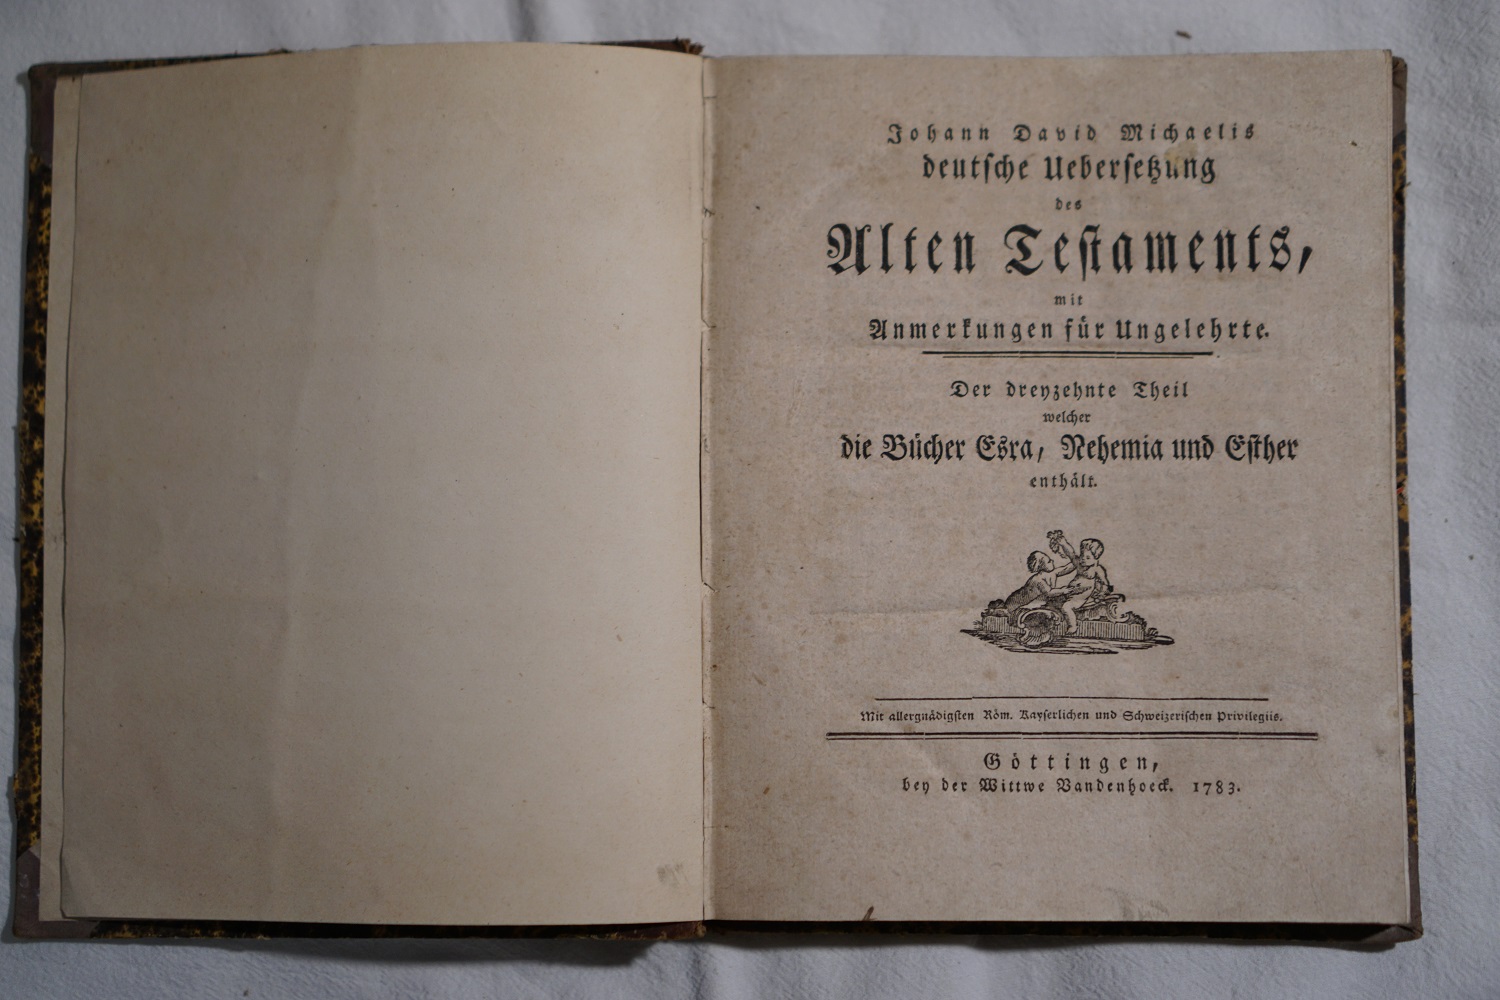 Johann David Michaelis
deutſche Ueberſetzung
des
Alten Teſtaments,
mit
Anmerkungen für Ungelehrte.
Der dreyzehnte Theil
welcher
die Bücher Esra, Nehemia und Eſther
enthält.
Mit allergnädigſten Röm. Kayſerlichen und Schweizeriſchen Privilegiis.
Göttingen,
bey der Wittwe Vandenhoeck. 1783.